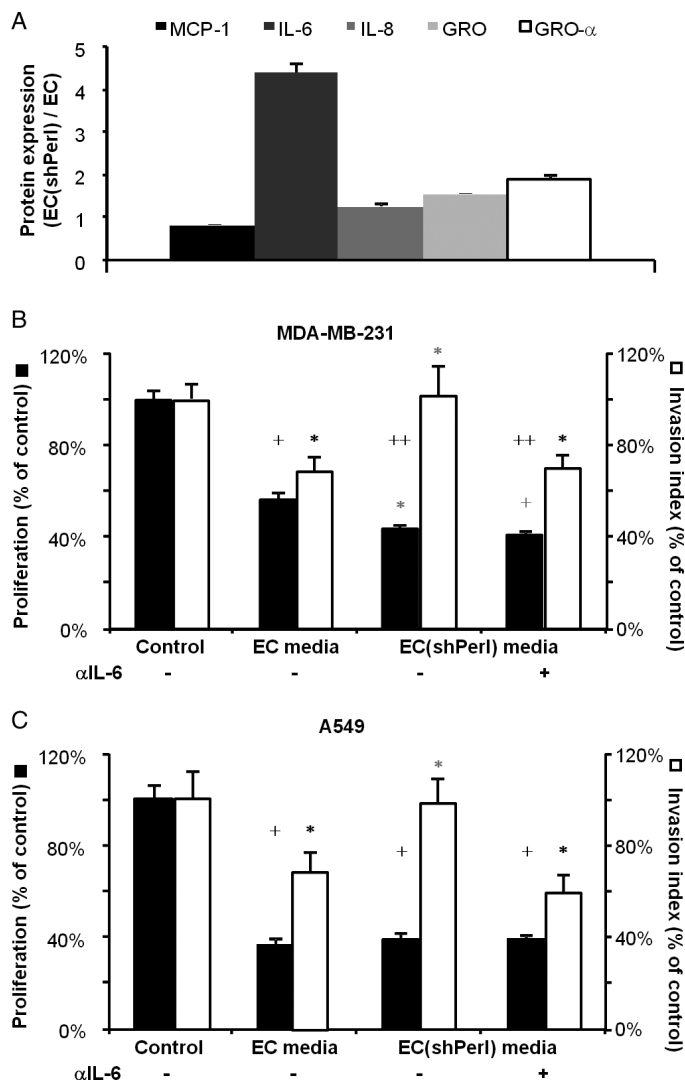 A
■MCP-1 ■IL-6 ■IL-8 ■GRO □GRO-α
Protein expression
(EC(shPerl) / EC)
5
4
3
2
1
0
B
MDA-MB-231
Proliferation (% of control) ■
120%
80%
40%
0%
+ * ++ * ++ *
* +
120%
80%
40%
0%
Invasion index (% of control) □
Control EC media EC(shPerl) media
αIL-6 - - - +
C
A549
Proliferation (% of control) ■
120%
80%
40%
0%
+ * + * + *
120%
80%
40%
0%
Invasion index (% of control) □
Control EC media EC(shPerl) media
αIL-6 - - - +